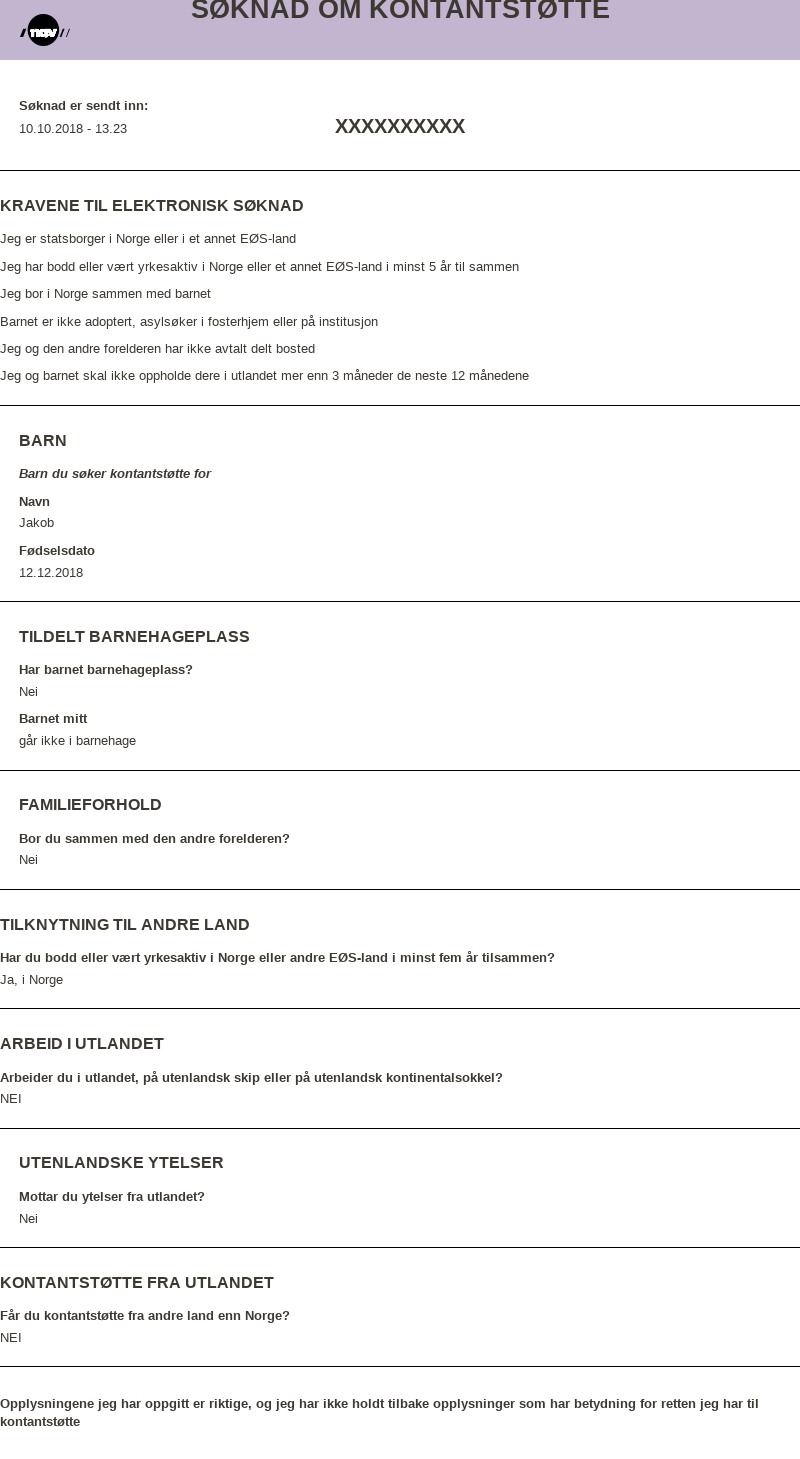 SØKNAD OM KONTANTSTØTTE
nav
Søknad er sendt inn:
10.10.2018 - 13.23
XXXXXXXXXX
KRAVENE TIL ELEKTRONISK SØKNAD
Jeg er statsborger i Norge eller i et annet EØS-land
Jeg har bodd eller vært yrkesaktiv i Norge eller et annet EØS-land i minst 5 år til sammen
Jeg bor i Norge sammen med barnet
Barnet er ikke adoptert, asylsøker i fosterhjem eller på institusjon
Jeg og den andre forelderen har ikke avtalt delt bosted
Jeg og barnet skal ikke oppholde dere i utlandet mer enn 3 måneder de neste 12 månedene
BARN
Barn du søker kontantstøtte for
Navn
Jakob
Fødselsdato
12.12.2018
TILDELT BARNEHAGEPLASS
Har barnet barnehageplass?
Nei
Barnet mitt
går ikke i barnehage
FAMILIEFORHOLD
Bor du sammen med den andre forelderen?
Nei
TILKNYTNING TIL ANDRE LAND
Har du bodd eller vært yrkesaktiv i Norge eller andre EØS-land i minst fem år tilsammen?
Ja, i Norge
ARBEID I UTLANDET
Arbeider du i utlandet, på utenlandsk skip eller på utenlandsk kontinentalsokkel?
NEI
UTENLANDSKE YTELSER
Mottar du ytelser fra utlandet?
Nei
KONTANTSTØTTE FRA UTLANDET
Får du kontantstøtte fra andre land enn Norge?
NEI
Opplysningene jeg har oppgitt er riktige, og jeg har ikke holdt tilbake opplysninger som har betydning for retten jeg har til
kontantstøtte